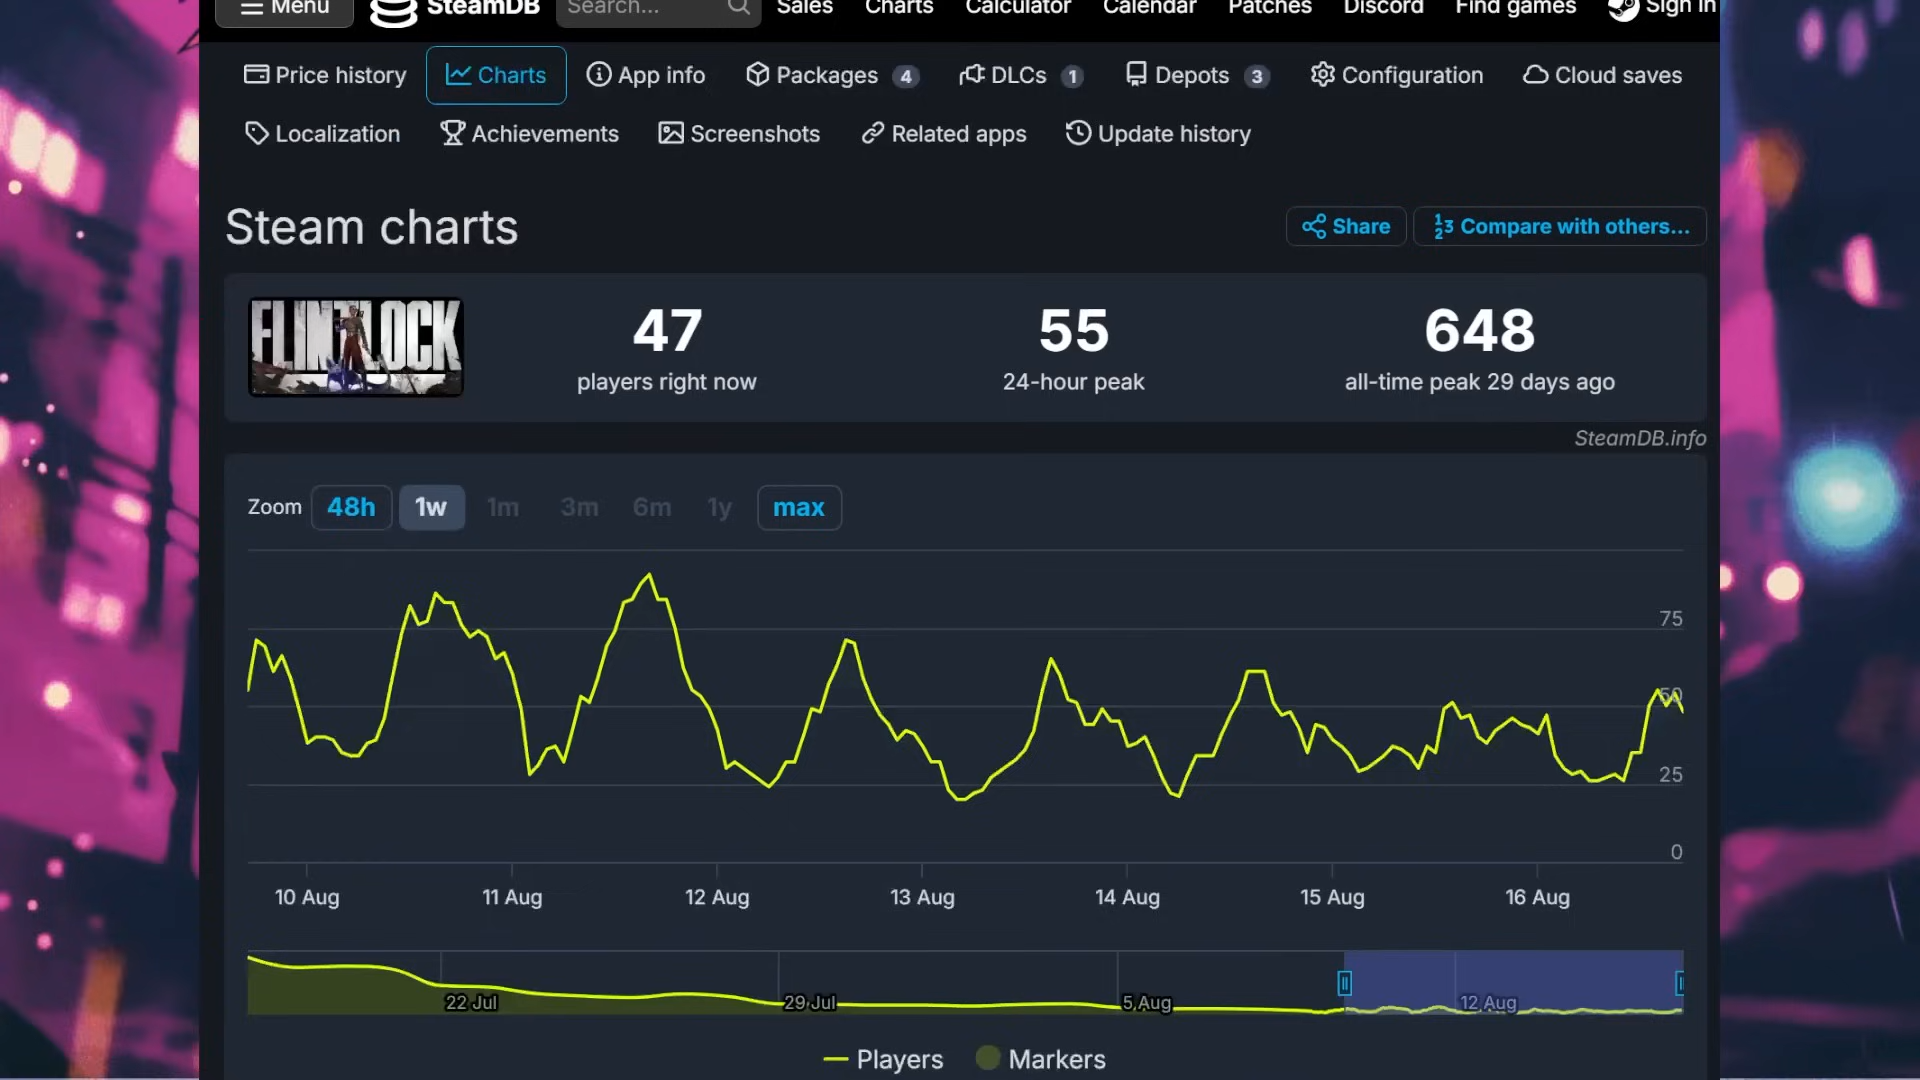 Menu SteamDB Search... Sales Charts Calculator Calendar Patches Discord Find games Sign in
Price history Charts App info Packages 4 DLCs 1 Depots 3 Configuration Cloud saves
Localization Achievements Screenshots Related apps Update history
Steam charts Share Compare with others...
FLINTLOCK 47 55 648
players right now 24-hour peak all-time peak 29 days ago
SteamDB.info
Zoom 48h 1w 1m 3m 6m 1y max
75
50
25
0
10 Aug 11 Aug 12 Aug 13 Aug 14 Aug 15 Aug 16 Aug
22 Jul 29 Jul 5 Aug 12 Aug
Players Markers